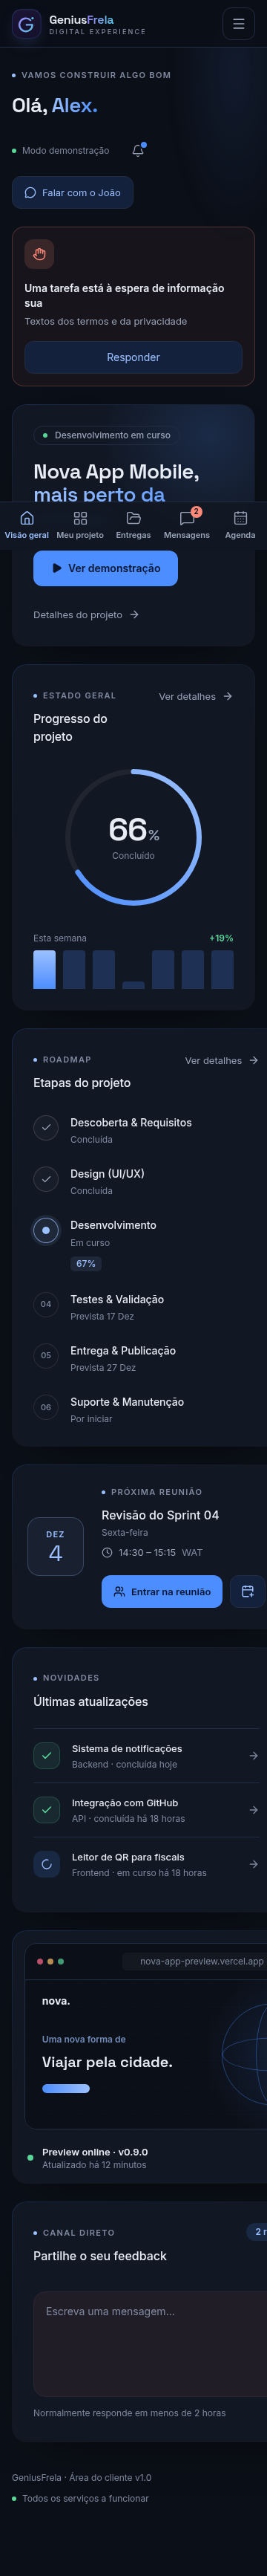 GeniusFrela
DIGITAL EXPERIENCE
VAMOS CONSTRUIR ALGO BOM
Olá, Alex.
Modo demonstração
Falar com o João
Uma tarefa está à espera de informação
sua
Textos dos termos e da privacidade
Responder
Desenvolvimento em curso
Nova App Mobile,
mais perto da
2
Visão geral
Meu projeto
Entregas
Mensagens
Agenda
Ver demonstração
Detalhes do projeto
ESTADO GERAL
Ver detalhes
Progresso do
projeto
66%
Concluído
Esta semana
+19%
ROADMAP
Ver detalhes
Etapas do projeto
Descoberta & Requisitos
Concluída
Design (UI/UX)
Concluída
Desenvolvimento
Em curso
67%
04
Testes & Validação
Prevista 17 Dez
05
Entrega & Publicação
Prevista 27 Dez
06
Suporte & Manutenção
Por iniciar
PRÓXIMA REUNIÃO
DEZ
4
Revisão do Sprint 04
Sexta-feira
14:30 – 15:15 WAT
Entrar na reunião
NOVIDADES
Últimas atualizações
Sistema de notificações
Backend · concluída hoje
Integração com GitHub
API · concluída há 18 horas
Leitor de QR para fiscais
Frontend · em curso há 18 horas
nova-app-preview.vercel.app
nova.
Uma nova forma de
Viajar pela cidade.
Preview online · v0.9.0
Atualizado há 12 minutos
CANAL DIRETO
2
Partilhe o seu feedback
Escreva uma mensagem...
Normalmente responde em menos de 2 horas
GeniusFrela · Área do cliente v1.0
Todos os serviços a funcionar